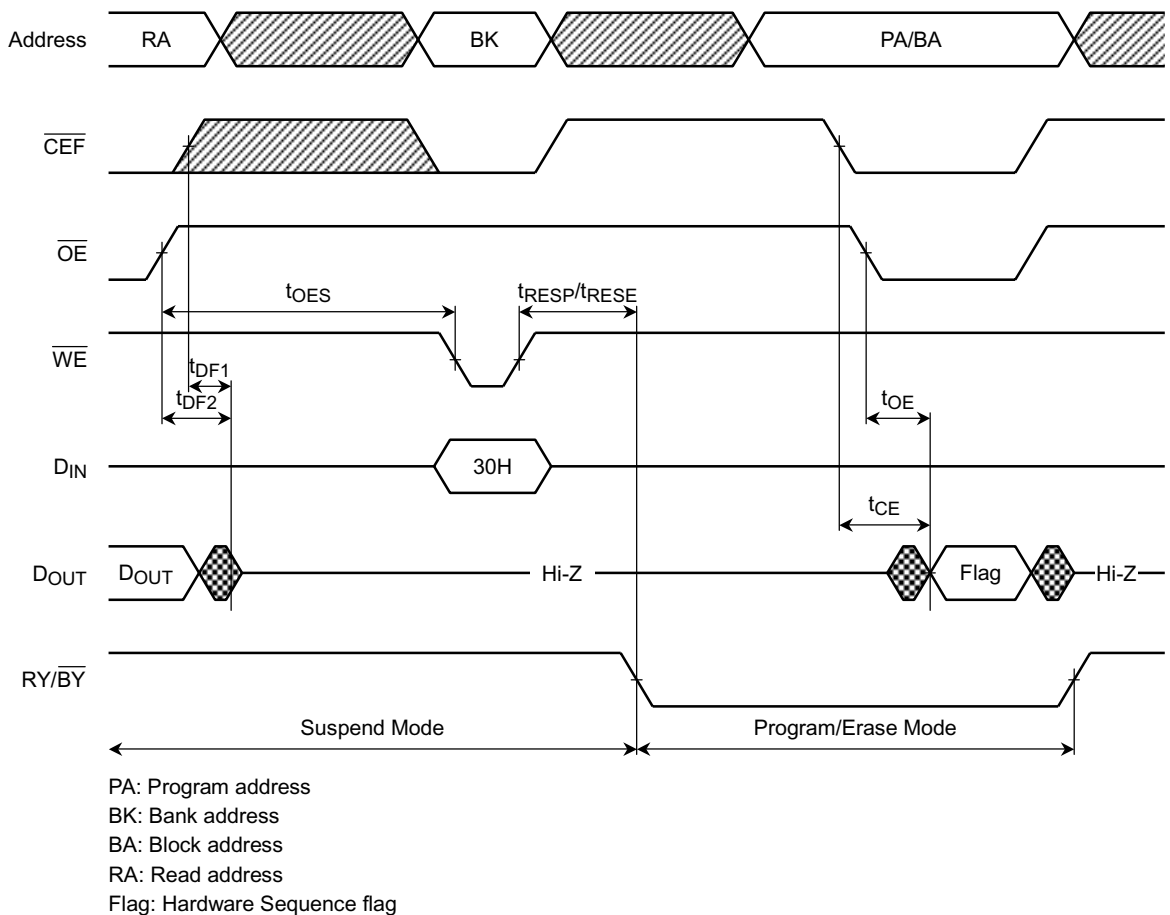 Address RA BK PA/BA
CEF
OE
tOES tRESP/tRESE
WE
tDF1
tDF2 tOE
DIN 30H
tCE
DOUT DOUT Hi-Z Flag Hi-Z
RY/BY
Suspend Mode Program/Erase Mode
PA: Program address
BK: Bank address
BA: Block address
RA: Read address
Flag: Hardware Sequence flag